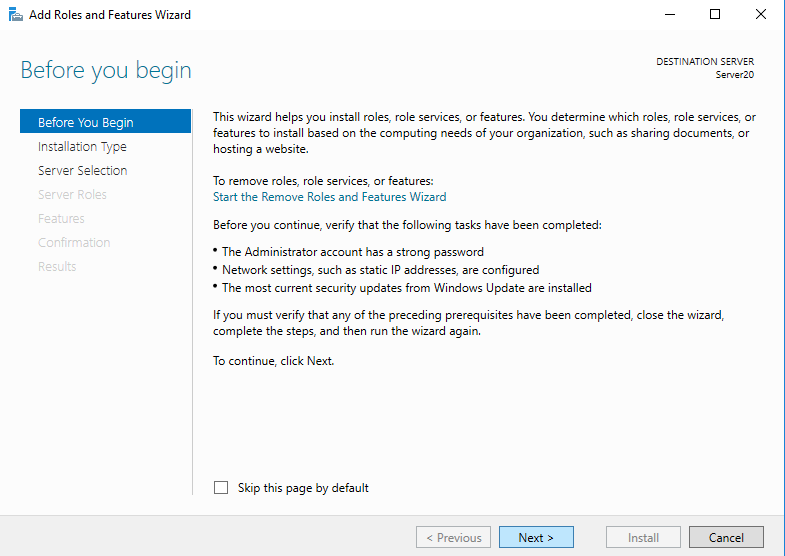 Add Roles and Features Wizard
Before you begin
DESTINATION SERVER
Server20
Before You Begin
Installation Type
Server Selection
Server Roles
Features
Confirmation
Results
This wizard helps you install roles, role services, or features. You determine which roles, role services, or
features to install based on the computing needs of your organization, such as sharing documents, or
hosting a website.
To remove roles, role services, or features:
Start the Remove Roles and Features Wizard
Before you continue, verify that the following tasks have been completed:
• The Administrator account has a strong password
• Network settings, such as static IP addresses, are configured
• The most current security updates from Windows Update are installed
If you must verify that any of the preceding prerequisites have been completed, close the wizard,
complete the steps, and then run the wizard again.
To continue, click Next.
Skip this page by default
< Previous
Next >
Install
Cancel